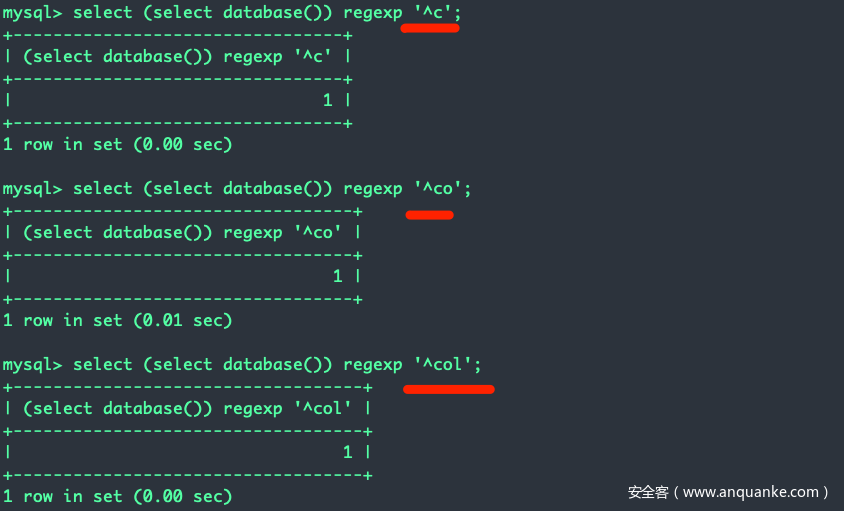 mysql> select (select database()) regexp '^c';
+---------------------------------+
| (select database()) regexp '^c' |
+---------------------------------+
|                               1 |
+---------------------------------+
1 row in set (0.00 sec)
mysql> select (select database()) regexp '^co';
+----------------------------------+
| (select database()) regexp '^co' |
+----------------------------------+
|                                1 |
+----------------------------------+
1 row in set (0.01 sec)
mysql> select (select database()) regexp '^col';
+-----------------------------------+
| (select database()) regexp '^col' |
+-----------------------------------+
|                                 1 |
+-----------------------------------+
1 row in set (0.00 sec)
安全客（www.anquanke.com）